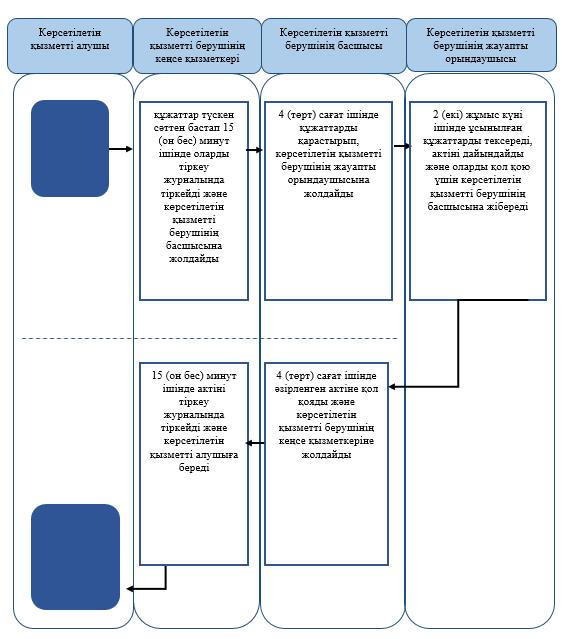 Көрсетілетін
қызметті алушы
Көрсетілетін
қызметті берушінің
кеңсе қызметкері
Көрсетілетін қызметті
берушінің басшысы
Көрсетілетін қызметті
берушінің жауапты
орындаушысы
құжаттар түскен
сәттен бастап 15
(он бес) минут
ішінде оларды
тіркеу
журналында
тіркейді және
көрсетілетін
қызметті
берушінің
басшысына
жолдайды
4 (төрт) сағат ішінде
құжаттарды
қарастырып,
көрсетілетін қызметті
берушінің жауапты
орындаушысына
жолдайды
2 (екі) жұмыс күні
ішінде ұсынылған
құжаттарды тексереді,
актіні дайындайды
және оларды қол қою
үшін көрсетілетін
қызметті берушінің
басшысына жібереді
15 (он бес) минут
ішінде актіні
тіркеу
журналында
тіркейді және
көрсетілетін
қызметті алушыға
береді
4 (төрт) сағат ішінде
әзірленген актіне қол
қояды және
көрсетілетін
қызметті берушінің
кеңсе қызметкеріне
жолдайды